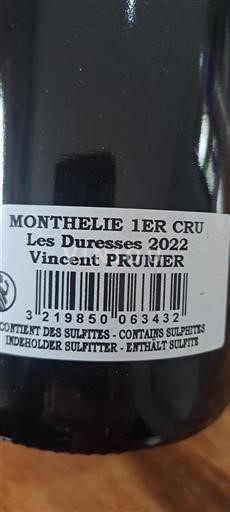 MONTHELIE 1ER CRU
Les Duresses 2022
Vincent PRUNIER
3 219850 063432
CONTIENT DES SULFITES - CONTAINS SULPHITES
INDEHOLDER SULFITTER - ENTHÄLT SULFITE